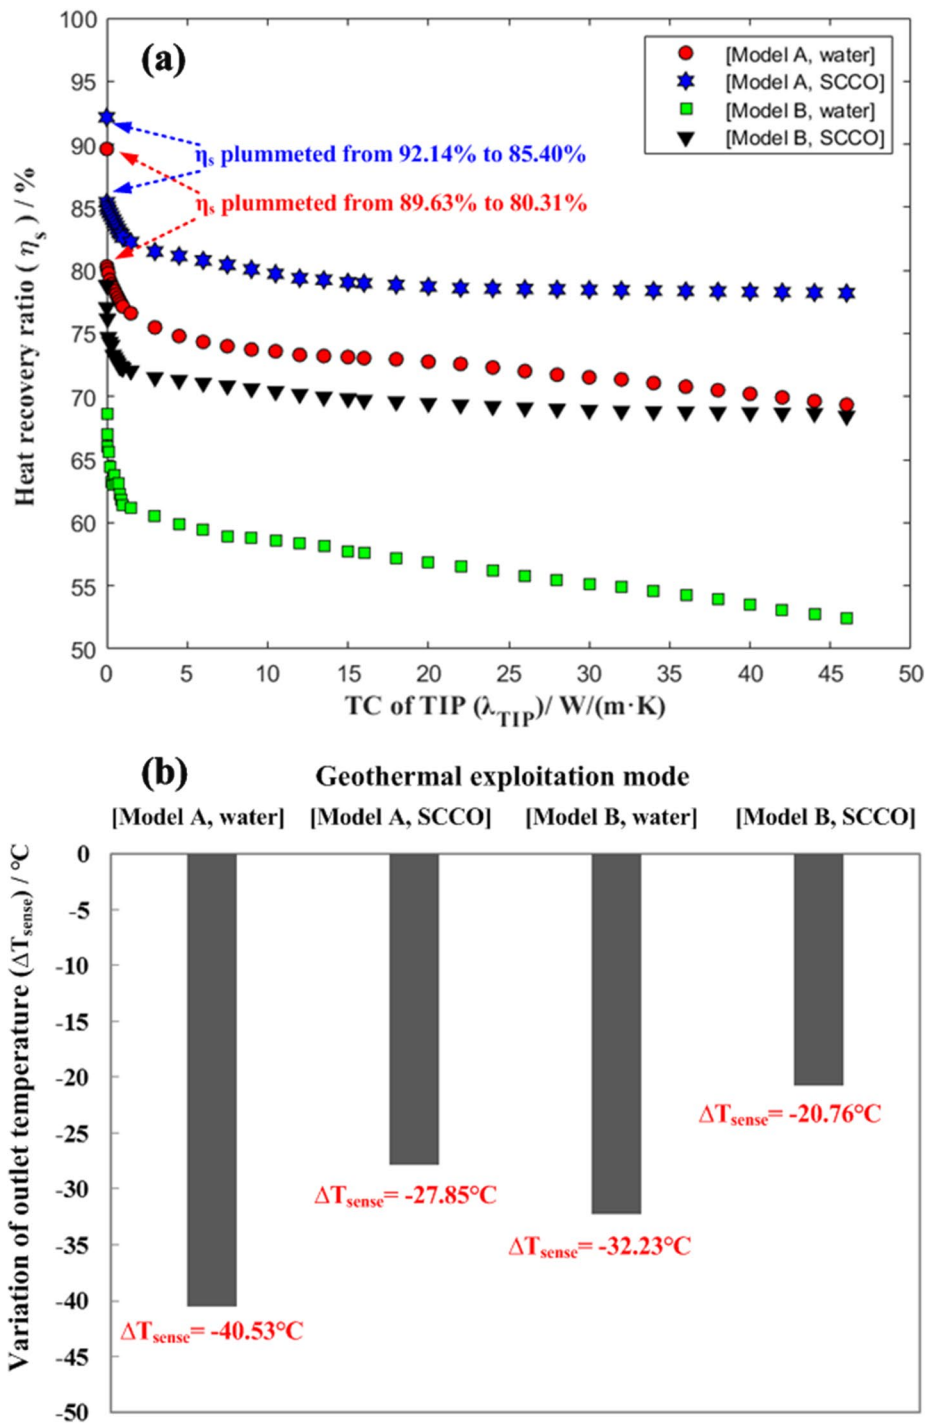 (a)
[Model A, water]
[Model A, SCCO]
[Model B, water]
[Model B, SCCO]
ηs plummeted from 92.14% to 85.40%
ηs plummeted from 89.63% to 80.31%
Heat recovery ratio ( ηs ) / %
100
95
90
85
80
75
70
65
60
55
50
0 5 10 15 20 25 30 35 40 45 50
TC of TIP (λTIP)/ W/(m·K)
(b)
Geothermal exploitation mode
[Model A, water] [Model A, SCCO] [Model B, water] [Model B, SCCO]
Variation of outlet temperature (ΔTsense) / °C
0
-5
-10
-15
-20
-25
-30
-35
-40
-45
-50
ΔTsense= -20.76°C
ΔTsense= -27.85°C
ΔTsense= -32.23°C
ΔTsense= -40.53°C